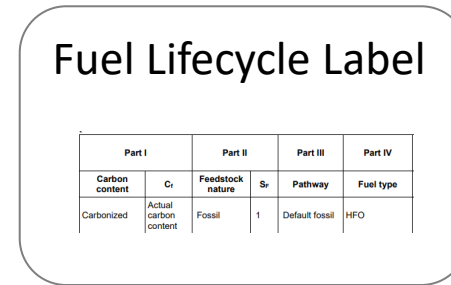 Fuel Lifecycle Label
Part I Part II Part III Part IV
Carbon content Cf Feedstock nature SF Pathway Fuel type
Carbonized Actual carbon content Fossil 1 Default fossil HFO